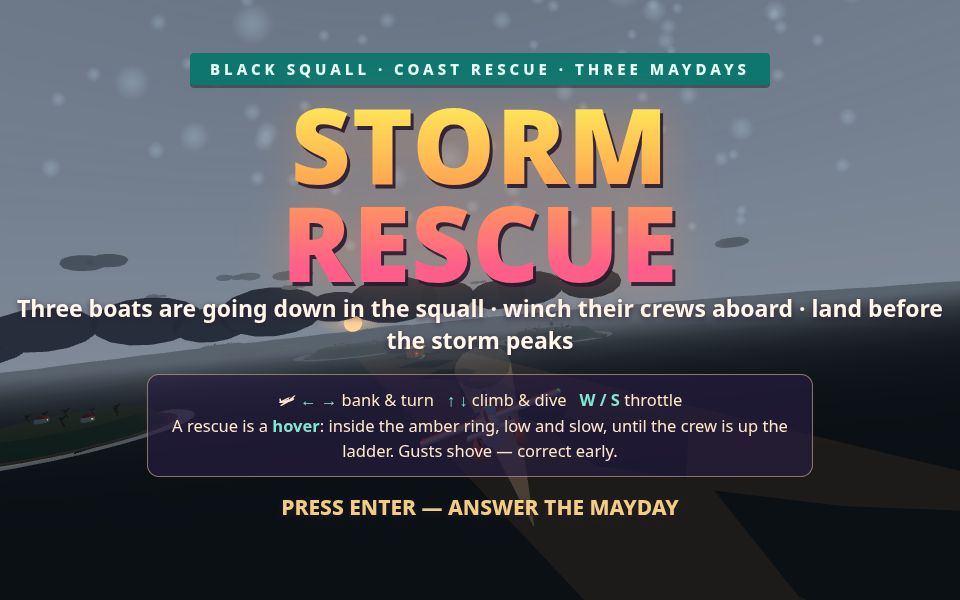 BLACK SQUALL · COAST RESCUE · THREE MAYDAYS
STORM
RESCUE
Three boats are going down in the squall · winch their crews aboard · land before
the storm peaks
← → bank & turn ↑ ↓ climb & dive W / S throttle
A rescue is a hover: inside the amber ring, low and slow, until the crew is up the
ladder. Gusts shove — correct early.
PRESS ENTER — ANSWER THE MAYDAY